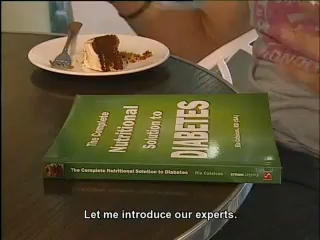 The Complete
Nutritional
Solution to
DIABETES
The Complete Nutritional Solution to Diabetes
Let me introduce our experts.